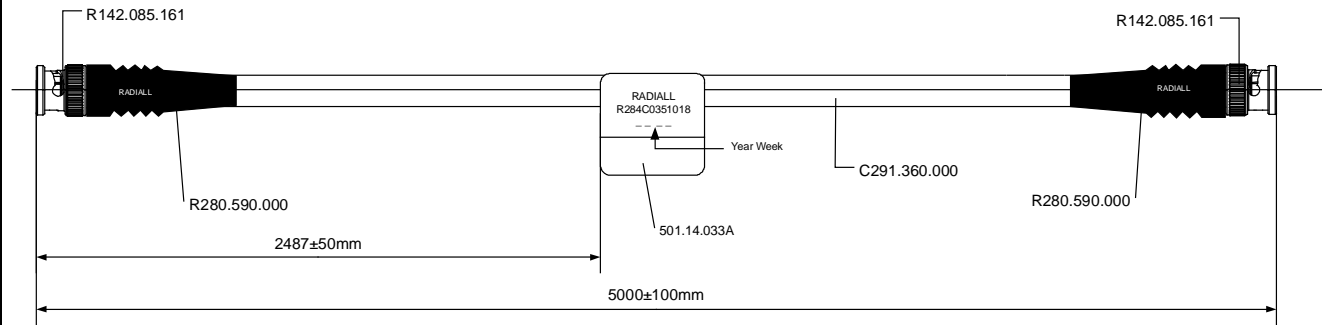 R142.085.161
R142.085.161
RADIALL
RADIALL
RADIALL
R284C0351018
_ _ _ _
Year Week
C291.360.000
R280.590.000
R280.590.000
501.14.033A
2487±50mm
5000±100mm